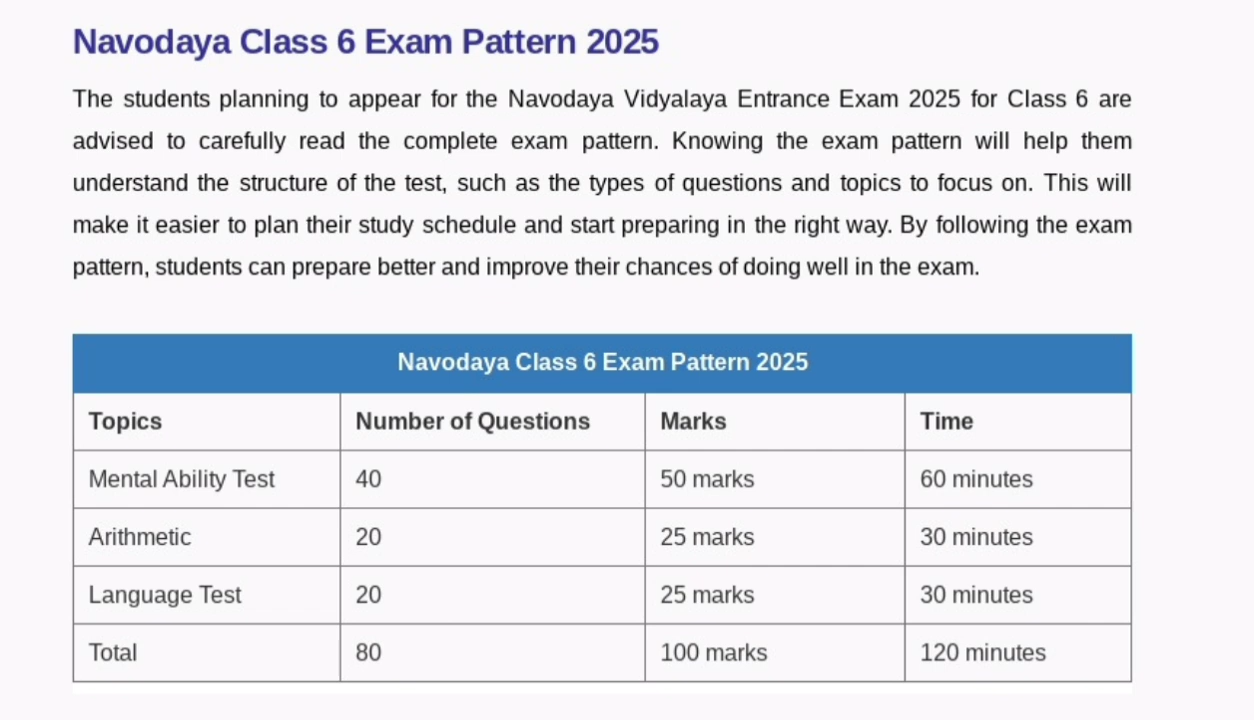 Navodaya Class 6 Exam Pattern 2025
The students planning to appear for the Navodaya Vidyalaya Entrance Exam 2025 for Class 6 are
advised to carefully read the complete exam pattern. Knowing the exam pattern will help them
understand the structure of the test, such as the types of questions and topics to focus on. This will
make it easier to plan their study schedule and start preparing in the right way. By following the exam
pattern, students can prepare better and improve their chances of doing well in the exam.
Navodaya Class 6 Exam Pattern 2025
Topics Number of Questions Marks Time
Mental Ability Test 40 50 marks 60 minutes
Arithmetic 20 25 marks 30 minutes
Language Test 20 25 marks 30 minutes
Total 80 100 marks 120 minutes